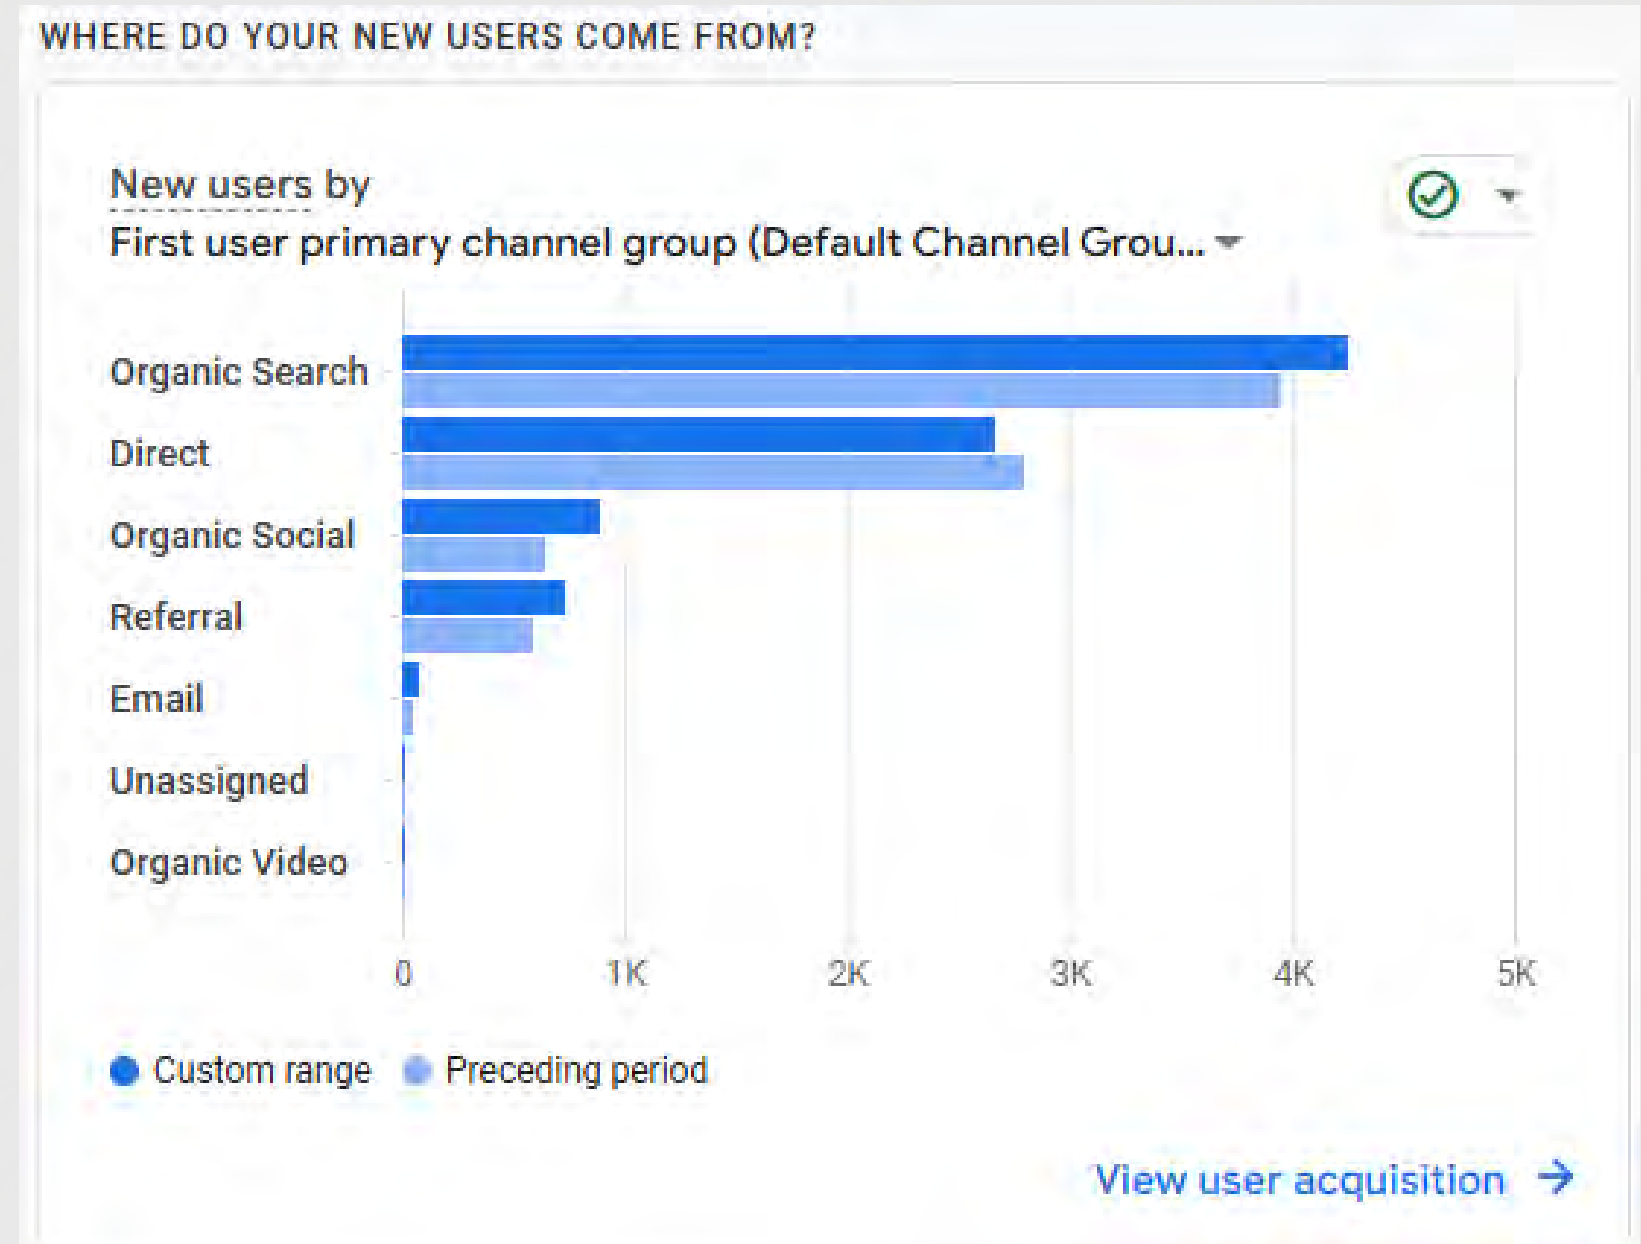 WHERE DO YOUR NEW USERS COME FROM?
New users by
First user primary channel group (Default Channel Grou...
Organic Search
Direct
Organic Social
Referral
Email
Unassigned
Organic Video
0 1K 2K 3K 4K 5K
Custom range Preceding period
View user acquisition